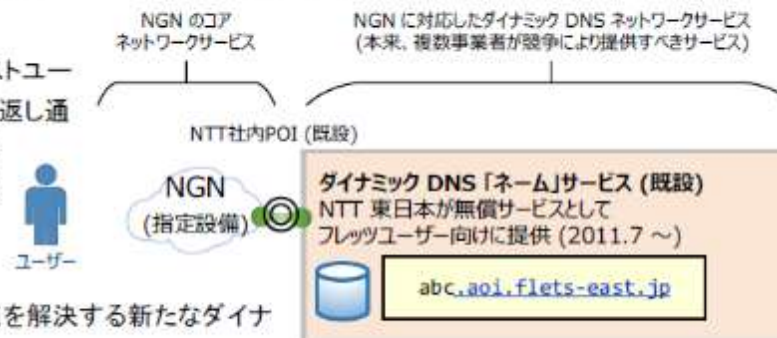 NGN のコア
ネットワークサービス
NGN に対応したダイナミック DNS ネットワークサービス
(本来、複数事業者が競争により提供すべきサービス)
ストユー
返し通
NTT社内POI (既設)
ユーザー
NGN
(指定設備)
ダイナミック DNS 「ネーム」サービス (既設)
NTT 東日本が無償サービスとして
フレッツユーザー向けに提供 (2011.7 ～)
abc.aoi.flets-east.jp
を解決する新たなダイナ